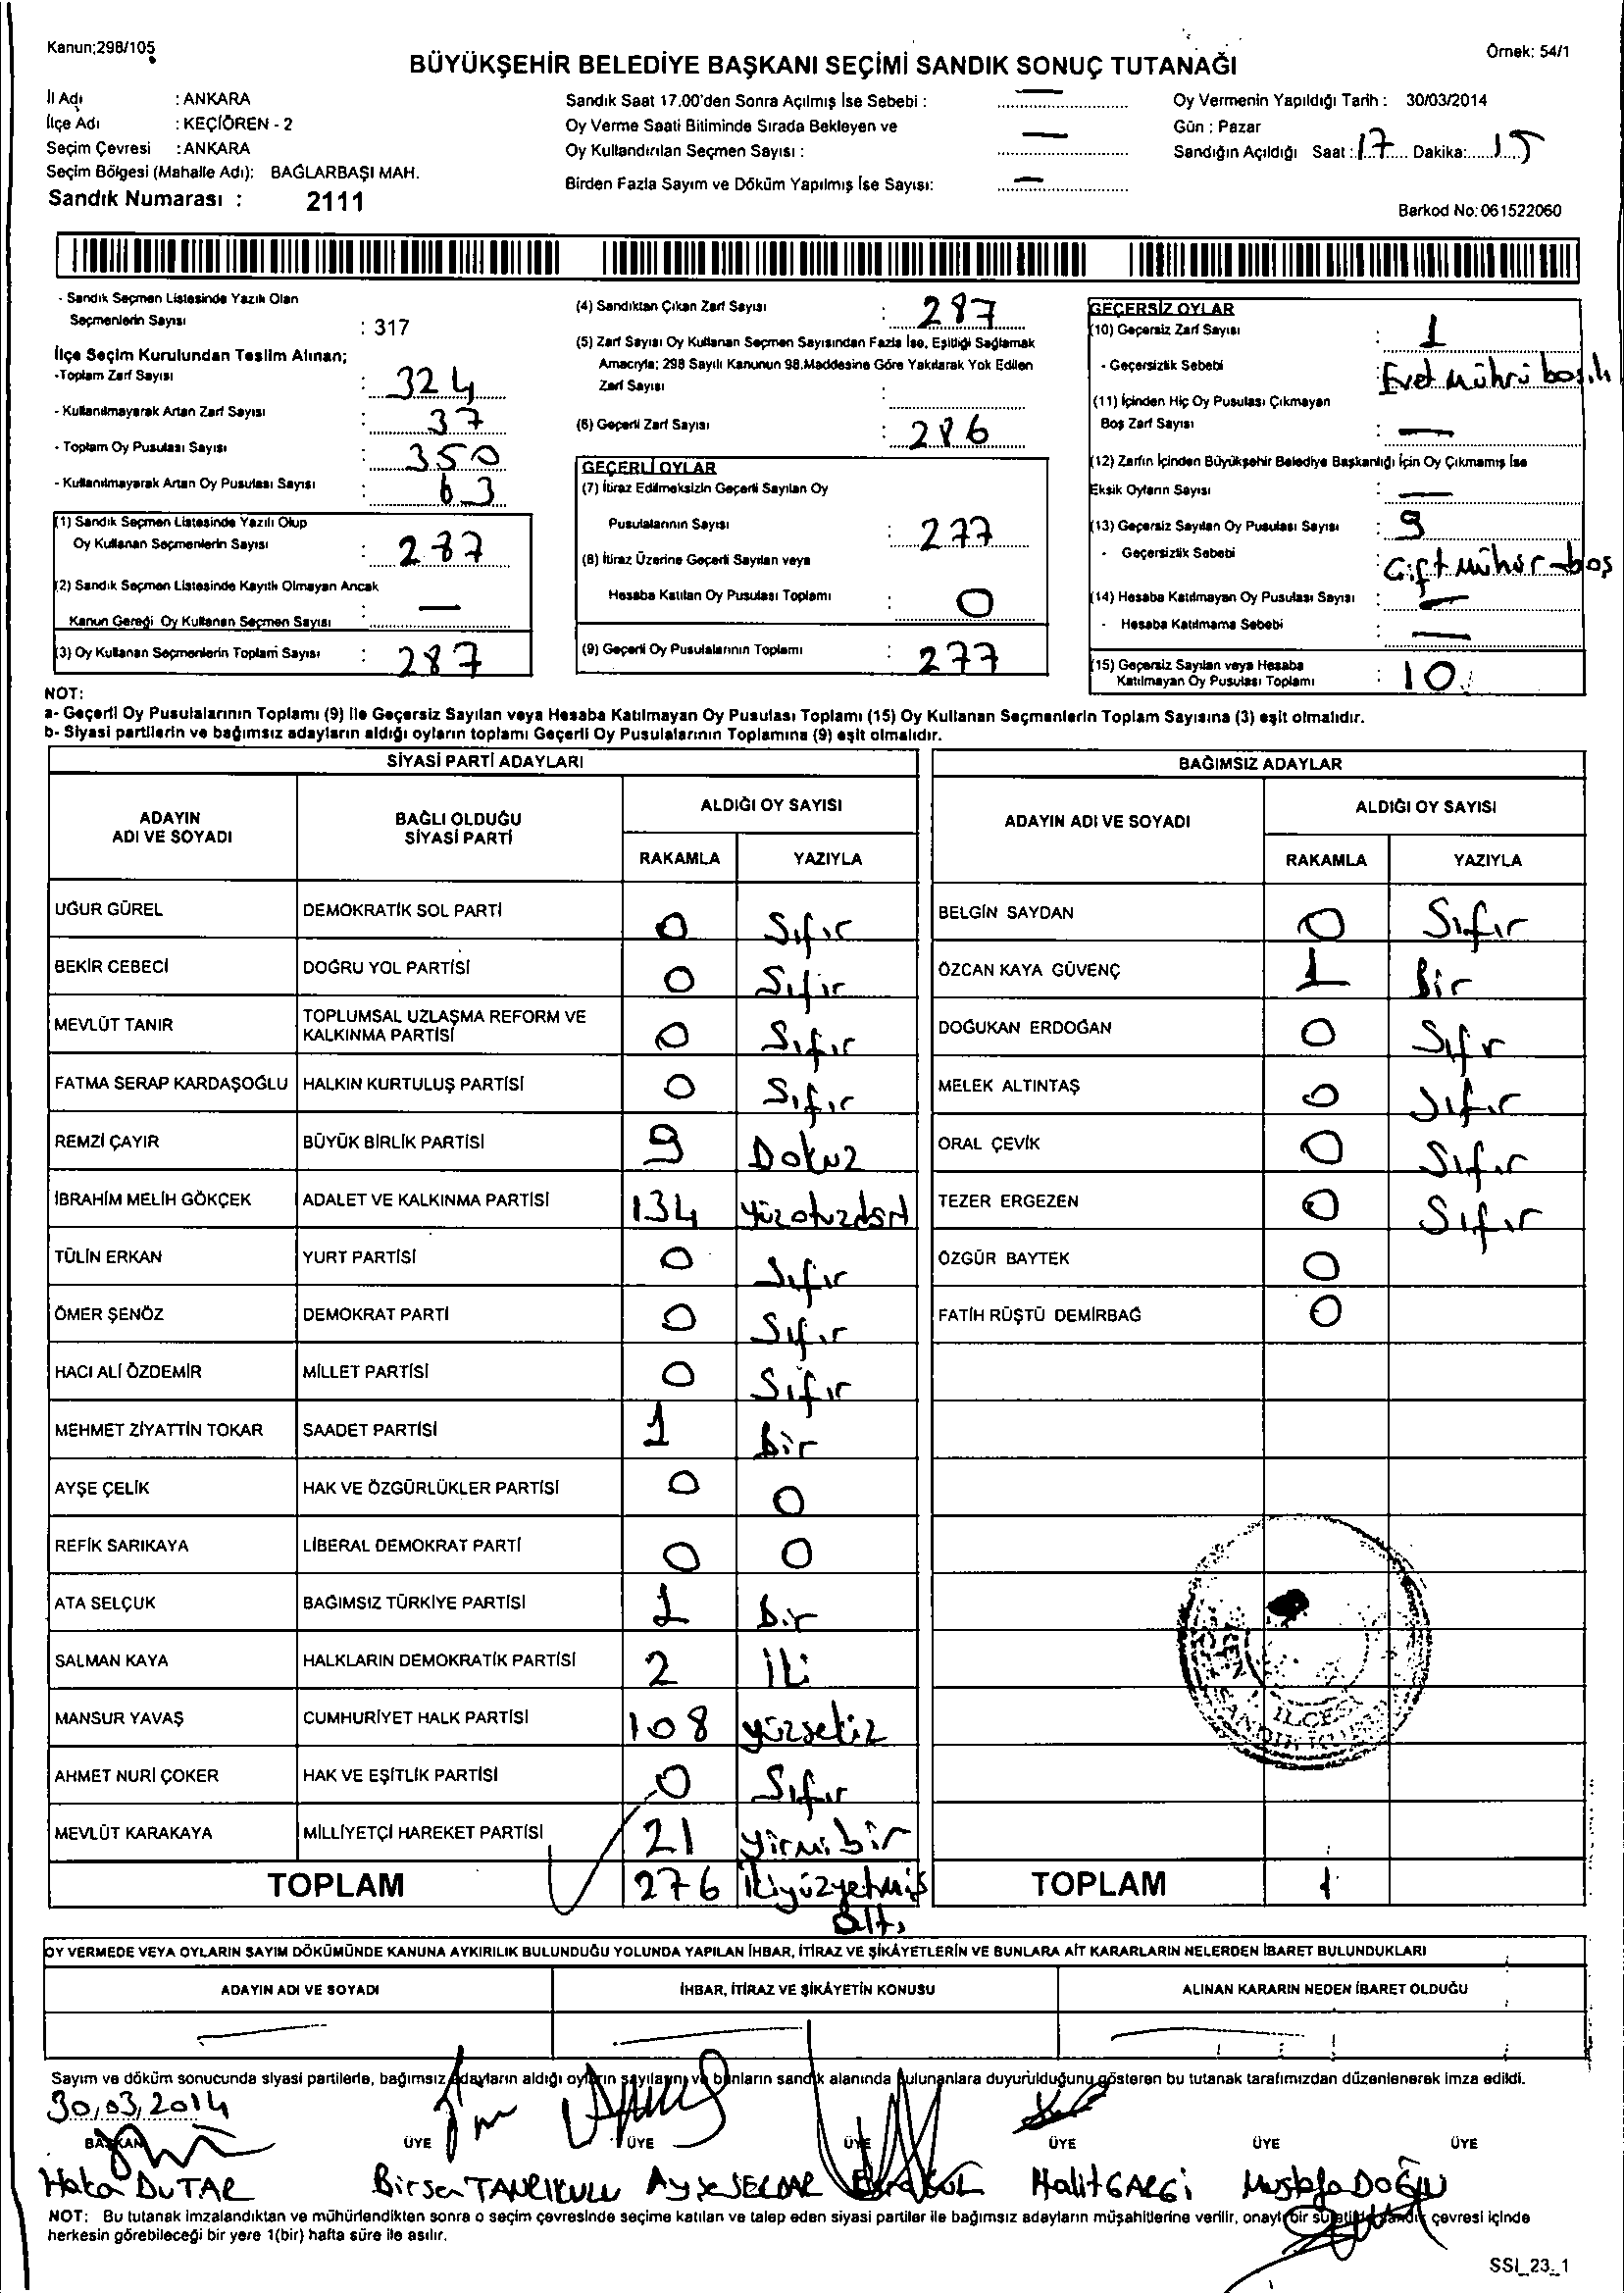 Kanun;298/105
Örnek: 54/1
BÜYÜKŞEHİR BELEDİYE BAŞKANI SEÇİMİ SANDIK SONUÇ TUTANAĞI
İl Adı : ANKARA
İlçe Adı : KEÇİÖREN - 2
Seçim Çevresi : ANKARA
Seçim Bölgesi (Mahalle Adı): BAĞLARBAŞI MAH.
Sandık Numarası : 2111
Sandık Saat 17.00'den Sonra Açılmış İse Sebebi : —
Oy Verme Saati Bitiminde Sırada Bekleyen ve
Oy Kullandırılan Seçmen Sayısı : —
Birden Fazla Sayım ve Döküm Yapılmış İse Sayısı: —
Oy Vermenin Yapıldığı Tarih : 30/03/2014
Gün : Pazar
Sandığın Açıldığı Saat : 17 Dakika: 15
Barkod No: 061522060
- Sandık Seçmen Listesinde Yazılı Olan
Seçmenlerin Sayısı : 317
İlçe Seçim Kurulundan Teslim Alınan;
-Toplam Zarf Sayısı : 324
- Kullanılmayarak Artan Zarf Sayısı : 37
- Toplam Oy Pusulası Sayısı : 350
- Kullanılmayarak Artan Oy Pusulası Sayısı : 63
(1) Sandık Seçmen Listesinde Yazılı Olup
Oy Kullanan Seçmenlerin Sayısı : 287
(2) Sandık Seçmen Listesinde Kayıtlı Olmayan Ancak
Kanun Gereği Oy Kullanan Seçmen Sayısı : —
(3) Oy Kullanan Seçmenlerin Toplam Sayısı : 287
(4) Sandıktan Çıkan Zarf Sayısı : 287
(5) Zarf Sayısı Oy Kullanan Seçmen Sayısından Fazla İse, Eşitliği Sağlamak
Amacıyla; 298 Sayılı Kanunun 98.Maddesine Göre Yakılarak Yok Edilen
Zarf Sayısı :
(6) Geçerli Zarf Sayısı : 286
GEÇERLİ OYLAR
(7) İtiraz Edilmeksizin Geçerli Sayılan Oy
Pusulalarının Sayısı : 277
(8) İtiraz Üzerine Geçerli Sayılan veya
Hesaba Katılan Oy Pusulası Toplamı : 0
(9) Geçerli Oy Pusulalarının Toplamı : 277
GEÇERSİZ OYLAR
(10) Geçersiz Zarf Sayısı : 1
- Geçersizlik Sebebi : Evet mührü basılı
(11) İçinden Hiç Oy Pusulası Çıkmayan
Boş Zarf Sayısı : —
(12) Zarfın İçinden Büyükşehir Belediye Başkanlığı İçin Oy Çıkmamış İse
Eksik Oyların Sayısı : —
(13) Geçersiz Sayılan Oy Pusulası Sayısı : 9
- Geçersizlik Sebebi : Çift mühür-boş
(14) Hesaba Katılmayan Oy Pusulası Sayısı : —
- Hesaba Katılmama Sebebi : —
(15) Geçersiz Sayılan veya Hesaba
Katılmayan Oy Pusulası Toplamı : 10
NOT:
a- Geçerli Oy Pusulalarının Toplamı (9) ile Geçersiz Sayılan veya Hesaba Katılmayan Oy Pusulası Toplamı (15) Oy Kullanan Seçmenlerin Toplam Sayısına (3) eşit olmalıdır.
b- Siyasi partilerin ve bağımsız adayların aldığı oyların toplamı Geçerli Oy Pusulalarının Toplamına (9) eşit olmalıdır.
SİYASİ PARTİ ADAYLARI
ADAYIN ADI VE SOYADI BAĞLI OLDUĞU SİYASİ PARTİ ALDIĞI OY SAYISI
RAKAMLA YAZIYLA
UĞUR GÜREL DEMOKRATİK SOL PARTİ 0 Sıfır
BEKİR CEBECİ DOĞRU YOL PARTİSİ 0 Sıfır
MEVLÜT TANIR TOPLUMSAL UZLAŞMA REFORM VE KALKINMA PARTİSİ 0 Sıfır
FATMA SERAP KARDAŞOĞLU HALKIN KURTULUŞ PARTİSİ 0 Sıfır
REMZİ ÇAYIR BÜYÜK BİRLİK PARTİSİ 9 Dokuz
İBRAHİM MELİH GÖKÇEK ADALET VE KALKINMA PARTİSİ 134 yüzotuzdört
TÜLİN ERKAN YURT PARTİSİ 0 Sıfır
ÖMER ŞENÖZ DEMOKRAT PARTİ 0 Sıfır
HACI ALİ ÖZDEMİR MİLLET PARTİSİ 0 Sıfır
MEHMET ZİYATTİN TOKAR SAADET PARTİSİ 1 Bir
AYŞE ÇELİK HAK VE ÖZGÜRLÜKLER PARTİSİ 0 0
REFİK SARIKAYA LİBERAL DEMOKRAT PARTİ 0 0
ATA SELÇUK BAĞIMSIZ TÜRKİYE PARTİSİ 1 Bir
SALMAN KAYA HALKLARIN DEMOKRATİK PARTİSİ 2 İki
MANSUR YAVAŞ CUMHURİYET HALK PARTİSİ 108 yüzsekiz
AHMET NURİ ÇOKER HAK VE EŞİTLİK PARTİSİ 0 Sıfır
MEVLÜT KARAKAYA MİLLİYETÇİ HAREKET PARTİSİ 21 yirmibir
TOPLAM 276 İkiyüzyetmiş
altı
BAĞIMSIZ ADAYLAR
ADAYIN ADI VE SOYADI ALDIĞI OY SAYISI
RAKAMLA YAZIYLA
BELGİN SAYDAN 0 Sıfır
ÖZCAN KAYA GÜVENÇ 1 Bir
DOĞUKAN ERDOĞAN 0 Sıfır
MELEK ALTINTAŞ 0 Sıfır
ORAL ÇEVİK 0 Sıfır
TEZER ERGEZEN 0 Sıfır
ÖZGÜR BAYTEK 0
FATİH RÜŞTÜ DEMİRBAĞ 0
İLÇE
TOPLAM 1
OY VERMEDE VEYA OYLARIN SAYIM DÖKÜMÜNDE KANUNA AYKIRILIK BULUNDUĞU YOLUNDA YAPILAN İHBAR, İTİRAZ VE ŞİKÂYETLERİN VE BUNLARA AİT KARARLARIN NELERDEN İBARET BULUNDUKLARI
ADAYIN ADI VE SOYADI İHBAR, İTİRAZ VE ŞİKÂYETİN KONUSU ALINAN KARARIN NEDEN İBARET OLDUĞU
Sayım ve döküm sonucunda siyasi partilerle, bağımsız adayların aldığı oyların sayılarını ve bunların sandık alanında bulunanlara duyurulduğunu gösteren bu tutanak tarafımızdan düzenlenerek imza edildi.
30,03,2014
BAŞKAN ÜYE ÜYE ÜYE ÜYE ÜYE ÜYE
DUTAR Birsen TANRIKULU Ayşe SERDAR Halit Mustafa DOĞLU
NOT: Bu tutanak imzalandıktan ve mühürlendikten sonra o seçim çevresinde seçime katılan ve talep eden siyasi partiler ile bağımsız adayların müşahitlerine verilir, onaylı bir sureti de sandık çevresi içinde
herkesin görebileceği bir yere 1(bir) hafta süre ile asılır.
SSI_23_1